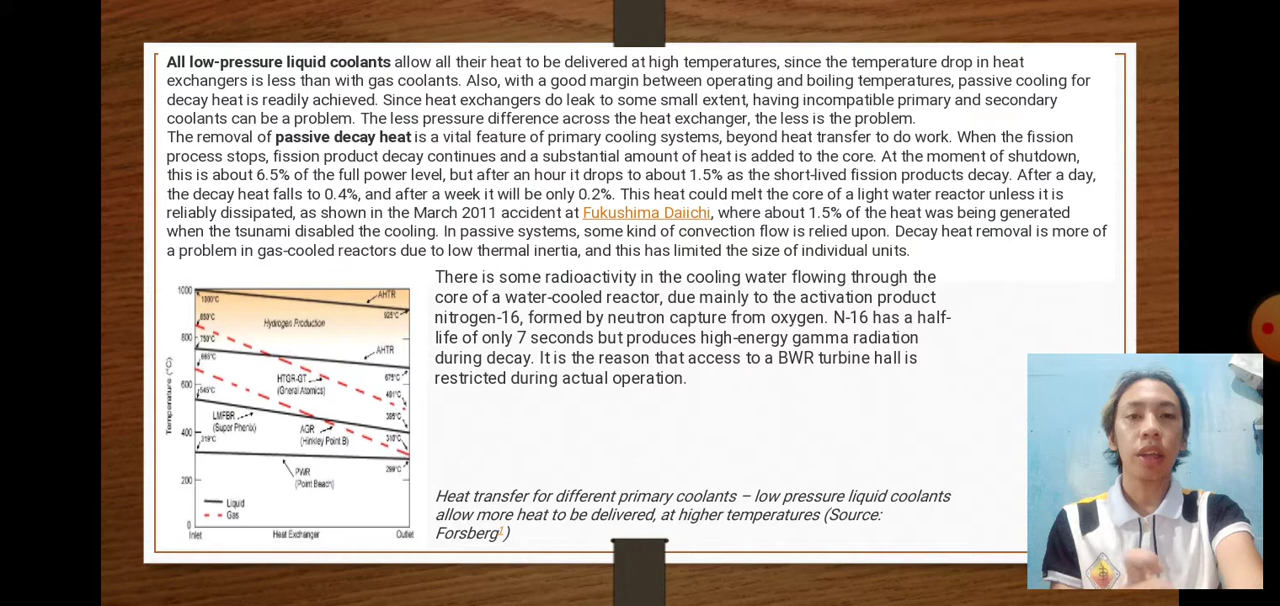 All low-pressure liquid coolants allow all their heat to be delivered at high temperatures, since the temperature drop in heat
exchangers is less than with gas coolants. Also, with a good margin between operating and boiling temperatures, passive cooling for
decay heat is readily achieved. Since heat exchangers do leak to some small extent, having incompatible primary and secondary
coolants can be a problem. The less pressure difference across the heat exchanger, the less is the problem.
The removal of passive decay heat is a vital feature of primary cooling systems, beyond heat transfer to do work. When the fission
process stops, fission product decay continues and a substantial amount of heat is added to the core. At the moment of shutdown,
this is about 6.5% of the full power level, but after an hour it drops to about 1.5% as the short-lived fission products decay. After a day,
the decay heat falls to 0.4%, and after a week it will be only 0.2%. This heat could melt the core of a light water reactor unless it is
reliably dissipated, as shown in the March 2011 accident at Fukushima Daiichi, where about 1.5% of the heat was being generated
when the tsunami disabled the cooling. In passive systems, some kind of convection flow is relied upon. Decay heat removal is more of
a problem in gas-cooled reactors due to low thermal inertia, and this has limited the size of individual units.
There is some radioactivity in the cooling water flowing through the
core of a water-cooled reactor, due mainly to the activation product
nitrogen-16, formed by neutron capture from oxygen. N-16 has a half-
life of only 7 seconds but produces high-energy gamma radiation
during decay. It is the reason that access to a BWR turbine hall is
restricted during actual operation.
1000
800
600
400
200
0
Temperature (°C)
1000°C
AHTR
925°C
Hydrogen Production
850°C
750°C
AHTR
665°C
675°C
HTGR-GT
(Gneral Atomics)
491°C
545°C
395°C
LMFBR
(Super Phenix)
AGR
(Hinkley Point B)
319°C
310°C
PWR
(Point Beach)
299°C
Liquid
Gas
Inlet
Heat Exchanger
Outlet
Heat transfer for different primary coolants – low pressure liquid coolants
allow more heat to be delivered, at higher temperatures (Source:
Forsberg1)